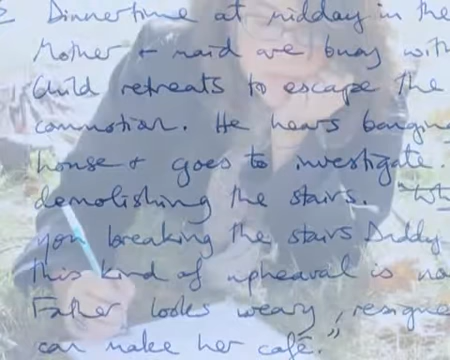 Dinnertime at midday in the
Mother + maid are busy with
Child retreats to escape the
commotion. He hears banging
house + goes to investigate.
demolishing the stairs.
you breaking the stairs Daddy
this kind of upheaval is
Father looks weary, resigne
can make her café."